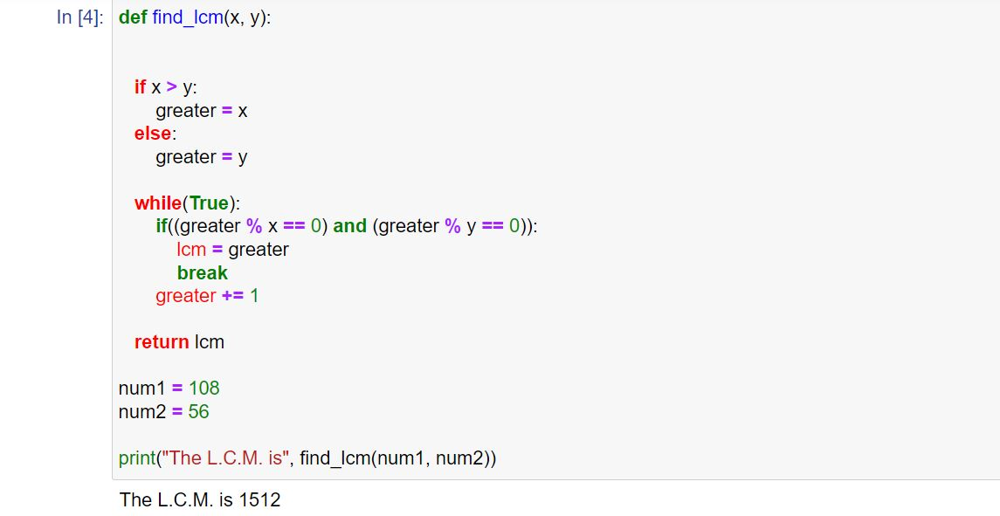 In [4]: def find_lcm(x, y):
if x > y:
greater = x
else:
greater = y
while(True):
if((greater % x == 0) and (greater % y == 0)):
lcm = greater
break
greater += 1
return lcm
num1 = 108
num2 = 56
print("The L.C.M. is", find_lcm(num1, num2))
The L.C.M. is 1512